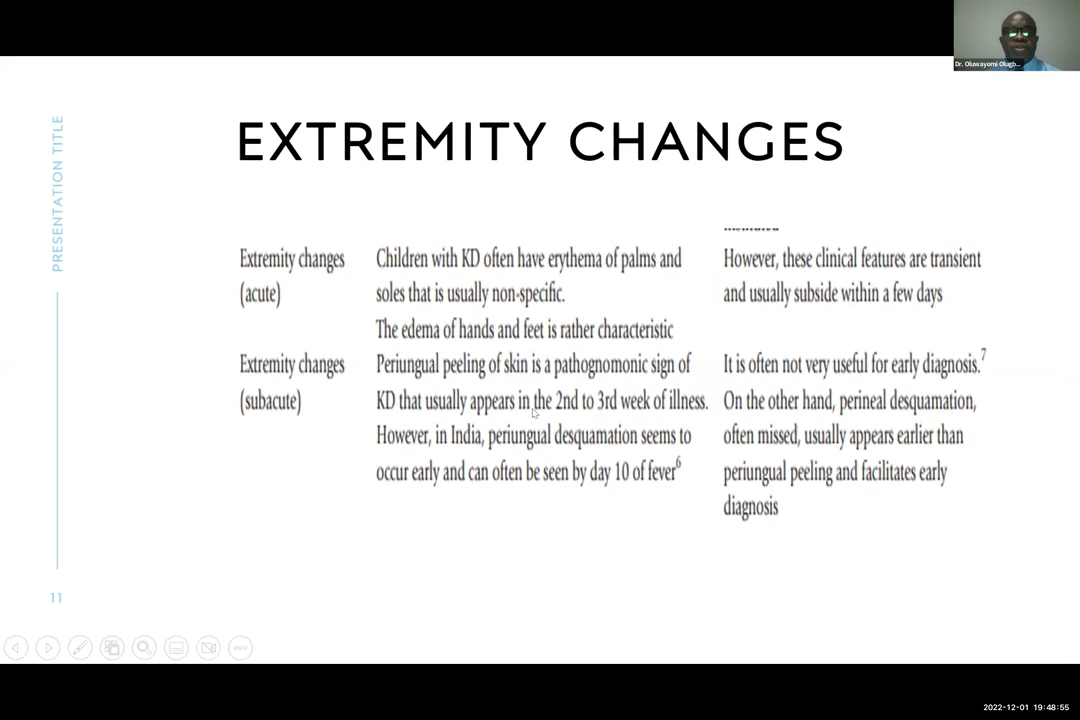 Dr. Oluwayomi Olugb...
PRESENTATION TITLE
EXTREMITY CHANGES
Extremity changes
(acute)
Children with KD often have erythema of palms and
soles that is usually non-specific.
The edema of hands and feet is rather characteristic
However, these clinical features are transient
and usually subside within a few days
Extremity changes
(subacute)
Periungual peeling of skin is a pathognomonic sign of
KD that usually appears in the 2nd to 3rd week of illness.
However, in India, periungual desquamation seems to
occur early and can often be seen by day 10 of fever6
It is often not very useful for early diagnosis.7
On the other hand, perineal desquamation,
often missed, usually appears earlier than
periungual peeling and facilitates early
diagnosis
11
2022-12-01 19:48:55